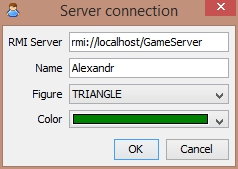 Server connection
RMI Server rmi://localhost/GameServer
Name Alexandr
Figure TRIANGLE
Color
OK Cancel